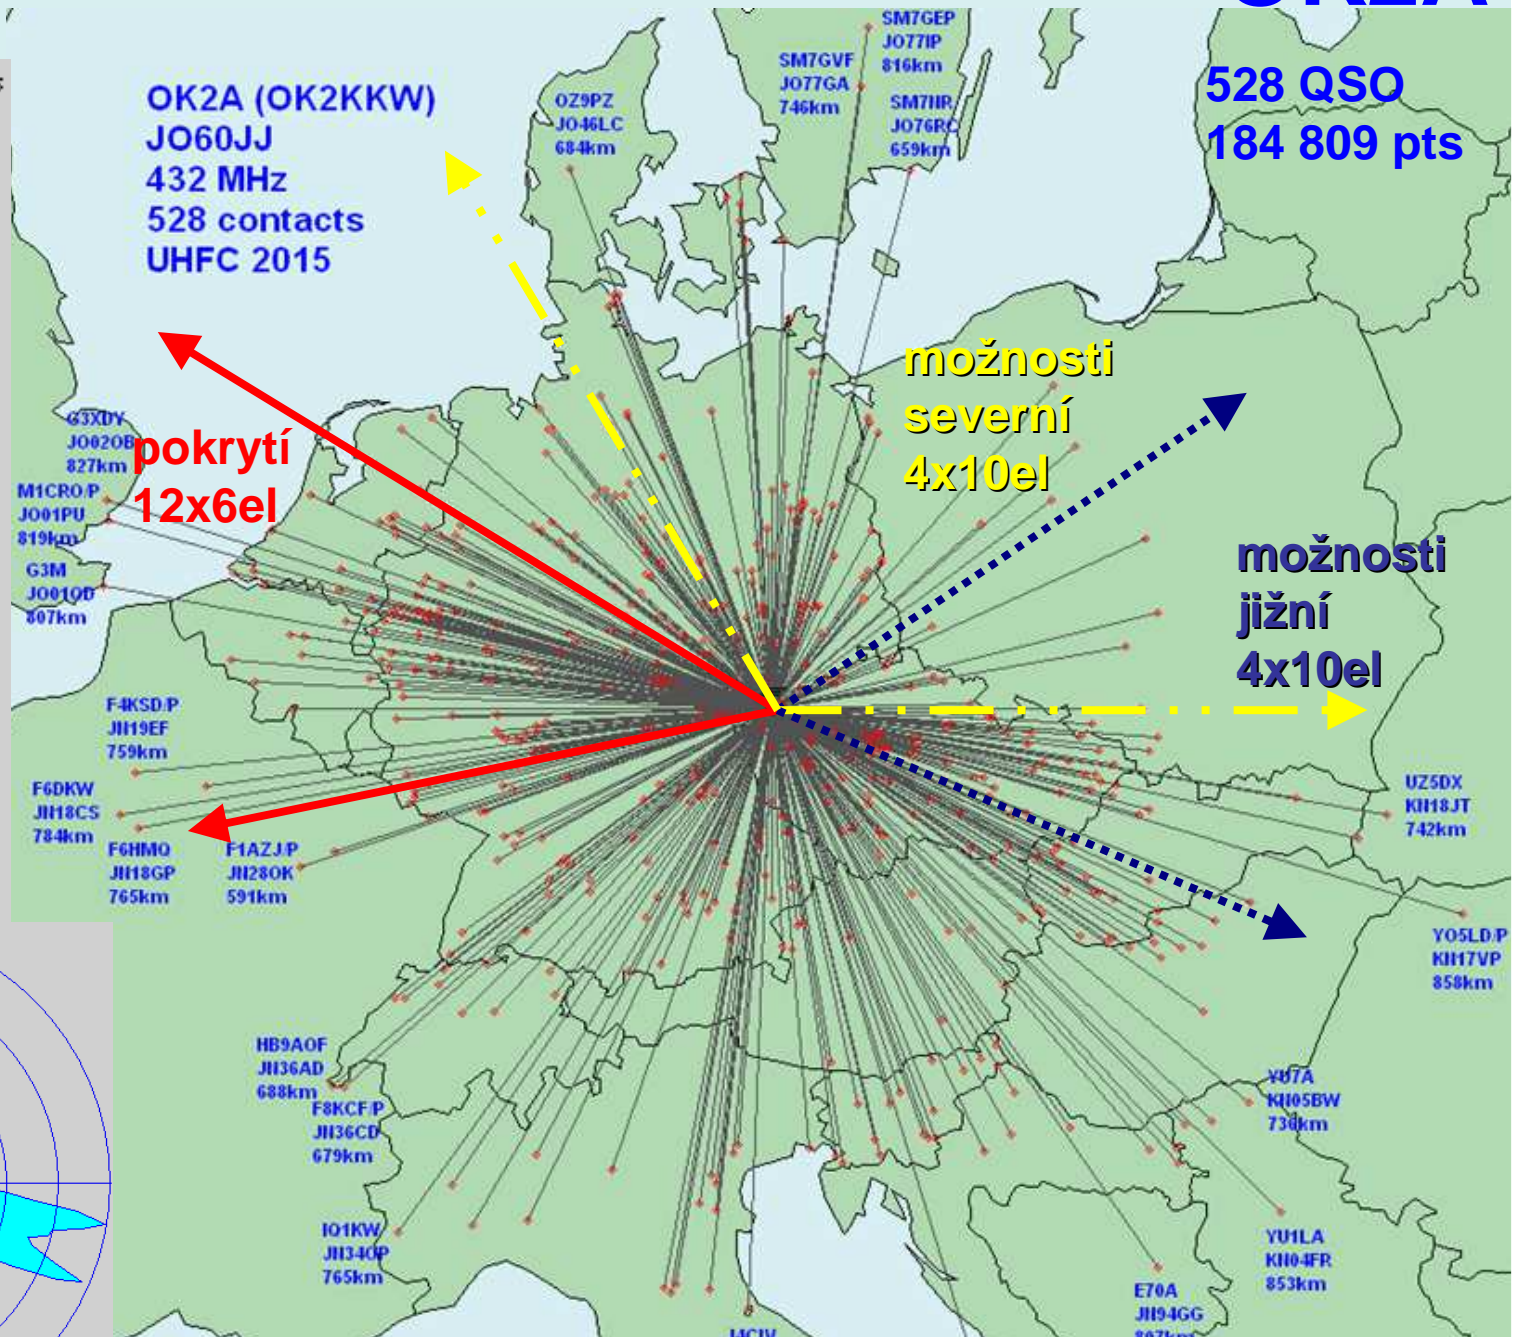 528 QSO
184 809 pts
OK2A (OK2KKW)
JO60JJ
432 MHz
528 contacts
UHFC 2015
OZ9PZ
JO46LC
684km
SM7GVF
JO77GA
746km
SM7GEP
JO77IP
816km
JO76RC
659km
možnosti
severní
4x10el
možnosti
jižní
4x10el
pokrytí
12x6el
G3XDY
JO02OB
827km
M1CRO/P
JO01PU
819km
G3M
JO01QD
807km
F4KSD/P
JN19EF
759km
F6DKW
JN18CS
784km
F6HMQ
JN18GP
765km
F1AZJ/P
JN28OK
591km
UZ5DX
KN18JT
742km
YO5LD/P
KN17VP
858km
HB9AOF
JN36AD
688km
F8KCF/P
JN36CD
679km
IQ1KW
JN34OP
765km
YU7A
KN05BW
736km
YU1LA
KN04FR
853km
E70A
JN94GG